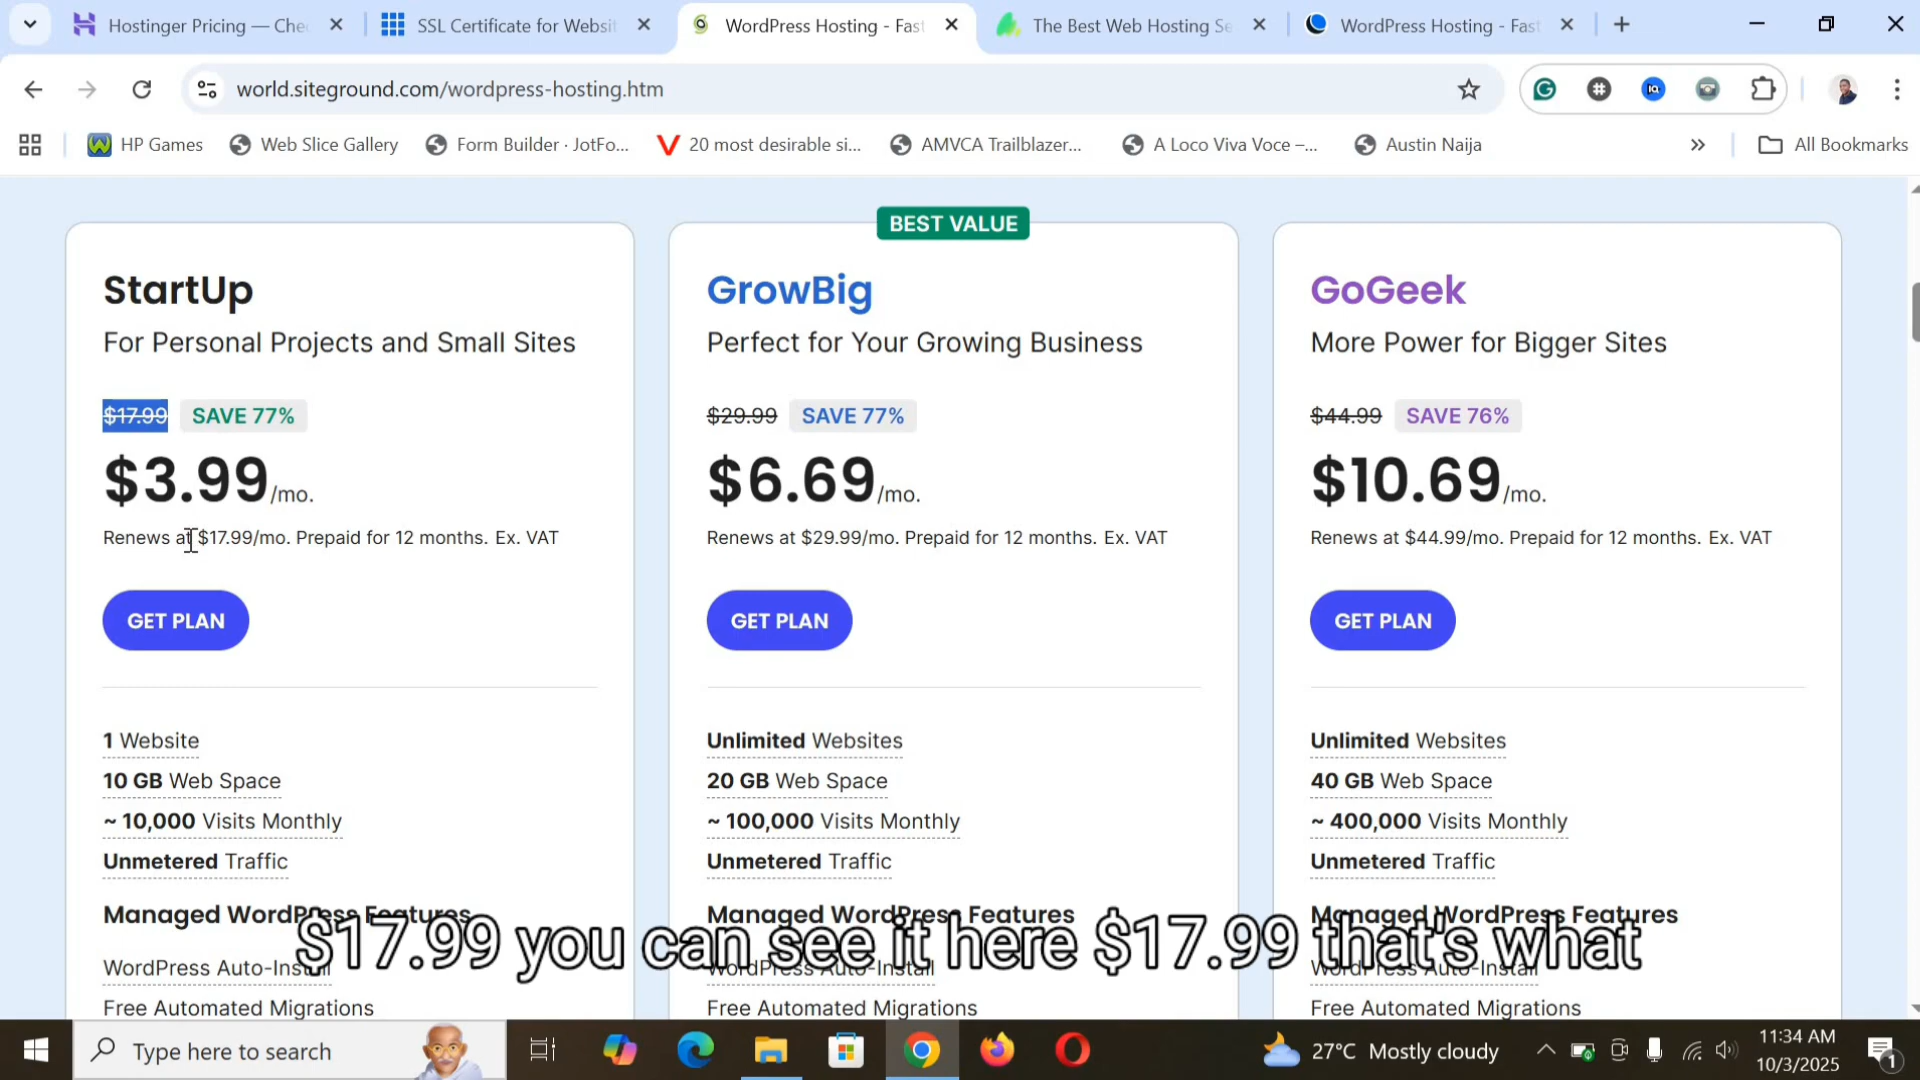 Hostinger Pricing — Che
SSL Certificate for Websit
WordPress Hosting - Fast
The Best Web Hosting Se
WordPress Hosting - Fast
world.siteground.com/wordpress-hosting.htm
HP Games
Web Slice Gallery
Form Builder · JotFo...
20 most desirable si...
AMVCA Trailblazer...
A Loco Viva Voce –...
Austin Naija
All Bookmarks
BEST VALUE
StartUp
For Personal Projects and Small Sites
$17.99 SAVE 77%
$3.99/mo.
Renews at $17.99/mo. Prepaid for 12 months. Ex. VAT
GET PLAN
1 Website
10 GB Web Space
~ 10,000 Visits Monthly
Unmetered Traffic
Managed WordPress Features
WordPress Auto-Install
Free Automated Migrations
GrowBig
Perfect for Your Growing Business
$29.99 SAVE 77%
$6.69/mo.
Renews at $29.99/mo. Prepaid for 12 months. Ex. VAT
GET PLAN
Unlimited Websites
20 GB Web Space
~ 100,000 Visits Monthly
Unmetered Traffic
Managed WordPress Features
WordPress Auto-Install
Free Automated Migrations
GoGeek
More Power for Bigger Sites
$44.99 SAVE 76%
$10.69/mo.
Renews at $44.99/mo. Prepaid for 12 months. Ex. VAT
GET PLAN
Unlimited Websites
40 GB Web Space
~ 400,000 Visits Monthly
Unmetered Traffic
Managed WordPress Features
WordPress Auto-Install
Free Automated Migrations
$17.99 you can see it here $17.99 that's what
Type here to search
27°C Mostly cloudy
11:34 AM
10/3/2025
1